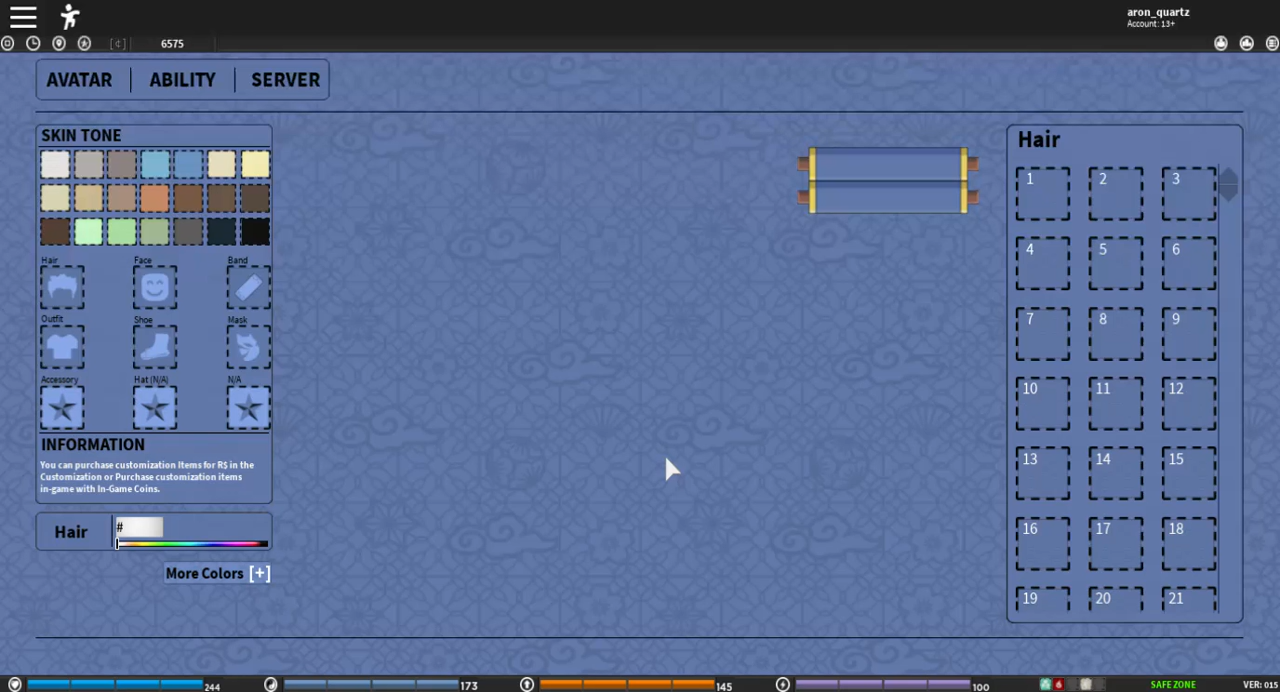 aron_quartz
Account: 13+
[¢] 6575
AVATAR | ABILITY | SERVER
SKIN TONE
Hair Face Band
Outfit Shoe Mask
Accessory Hat (N/A) N/A
INFORMATION
You can purchase customization Items for R$ in the
Customization or Purchase customization items
in-game with In-Game Coins.
Hair #
More Colors [+]
Hair
1 2 3
4 5 6
7 8 9
10 11 12
13 14 15
16 17 18
19 20 21
244 173 145 100 SAFE ZONE VER: 015